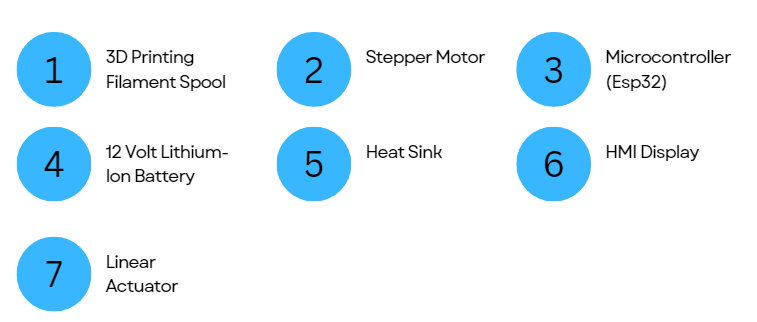 1
3D Printing
Filament Spool
2
Stepper Motor
3
Microcontroller
(Esp32)
4
12 Volt Lithium-
Ion Battery
5
Heat Sink
6
HMI Display
7
Linear
Actuator